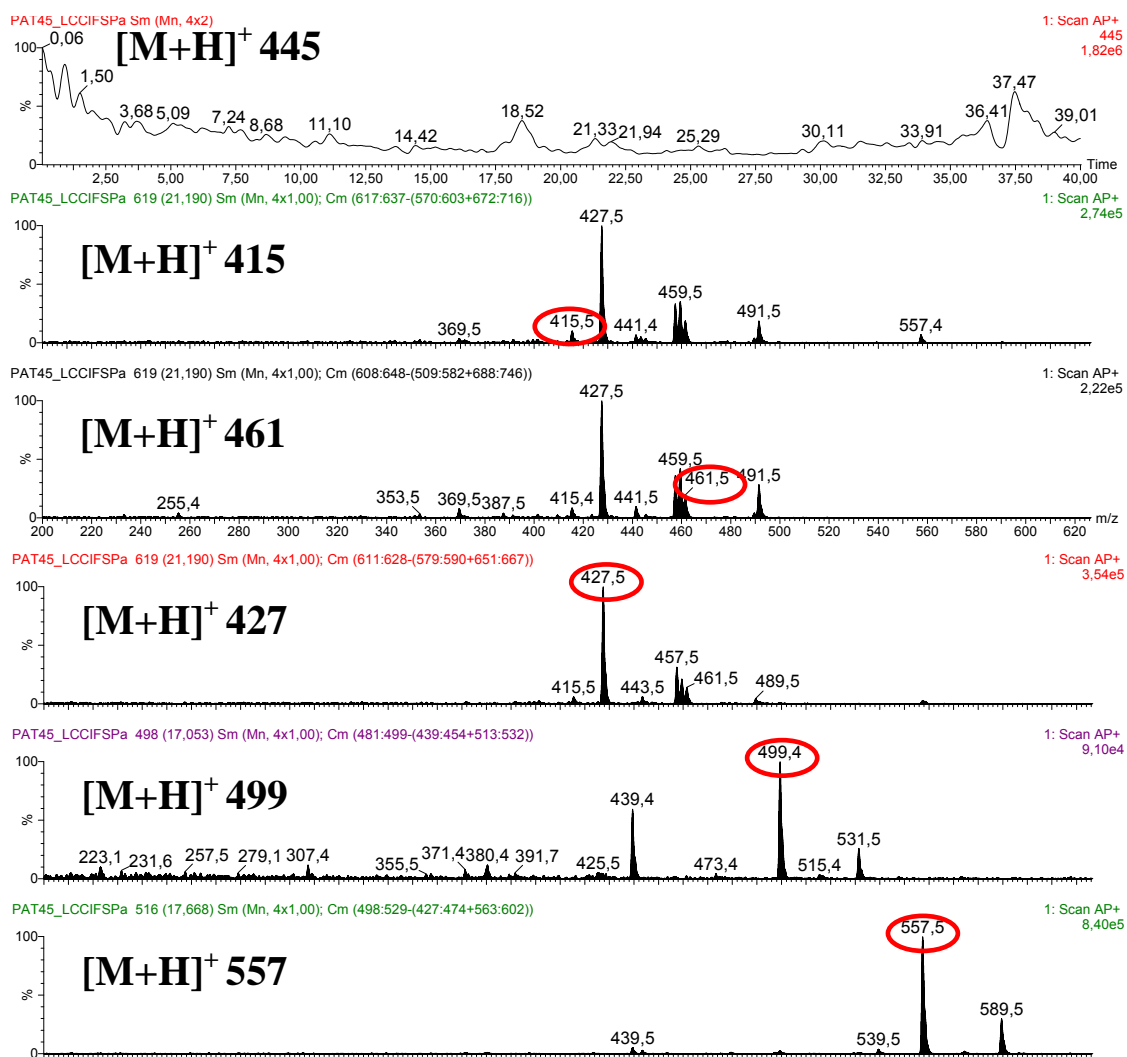 PAT45_LCCIFSPa Sm (Mn, 4x2)
1: Scan AP+
445
1,82e6
[M+H]+ 445
100
%
0
0,06
1,50
3,68
5,09
7,24
8,68
11,10
14,42
18,52
21,33
21,94
25,29
30,11
33,91
36,41
37,47
39,01
Time
2,50 5,00 7,50 10,00 12,50 15,00 17,50 20,00 22,50 25,00 27,50 30,00 32,50 35,00 37,50 40,00
PAT45_LCCIFSPa 619 (21,190) Sm (Mn, 4x1,00); Cm (617:637-(570:603+672:716))
1: Scan AP+
2,74e5
[M+H]+ 415
100
%
0
369,5
415,5
427,5
441,4
459,5
491,5
557,4
PAT45_LCCIFSPa 619 (21,190) Sm (Mn, 4x1,00); Cm (608:648-(509:582+688:746))
1: Scan AP+
2,22e5
[M+H]+ 461
100
%
0
255,4
353,5
369,5
387,5
415,4
427,5
441,5
459,5
461,5
491,5
m/z
200 220 240 260 280 300 320 340 360 380 400 420 440 460 480 500 520 540 560 580 600 620
PAT45_LCCIFSPa 619 (21,190) Sm (Mn, 4x1,00); Cm (611:628-(579:590+651:667))
1: Scan AP+
3,54e5
[M+H]+ 427
100
%
0
415,5
427,5
443,5
457,5
461,5
489,5
PAT45_LCCIFSPa 498 (17,053) Sm (Mn, 4x1,00); Cm (481:499-(439:454+513:532))
1: Scan AP+
9,10e4
[M+H]+ 499
100
%
0
223,1
231,6
257,5
279,1
307,4
355,5
371,4
380,4
391,7
425,5
439,4
473,4
499,4
515,4
531,5
PAT45_LCCIFSPa 516 (17,668) Sm (Mn, 4x1,00); Cm (498:529-(427:474+563:602))
1: Scan AP+
8,40e5
[M+H]+ 557
100
%
0
439,5
539,5
557,5
589,5